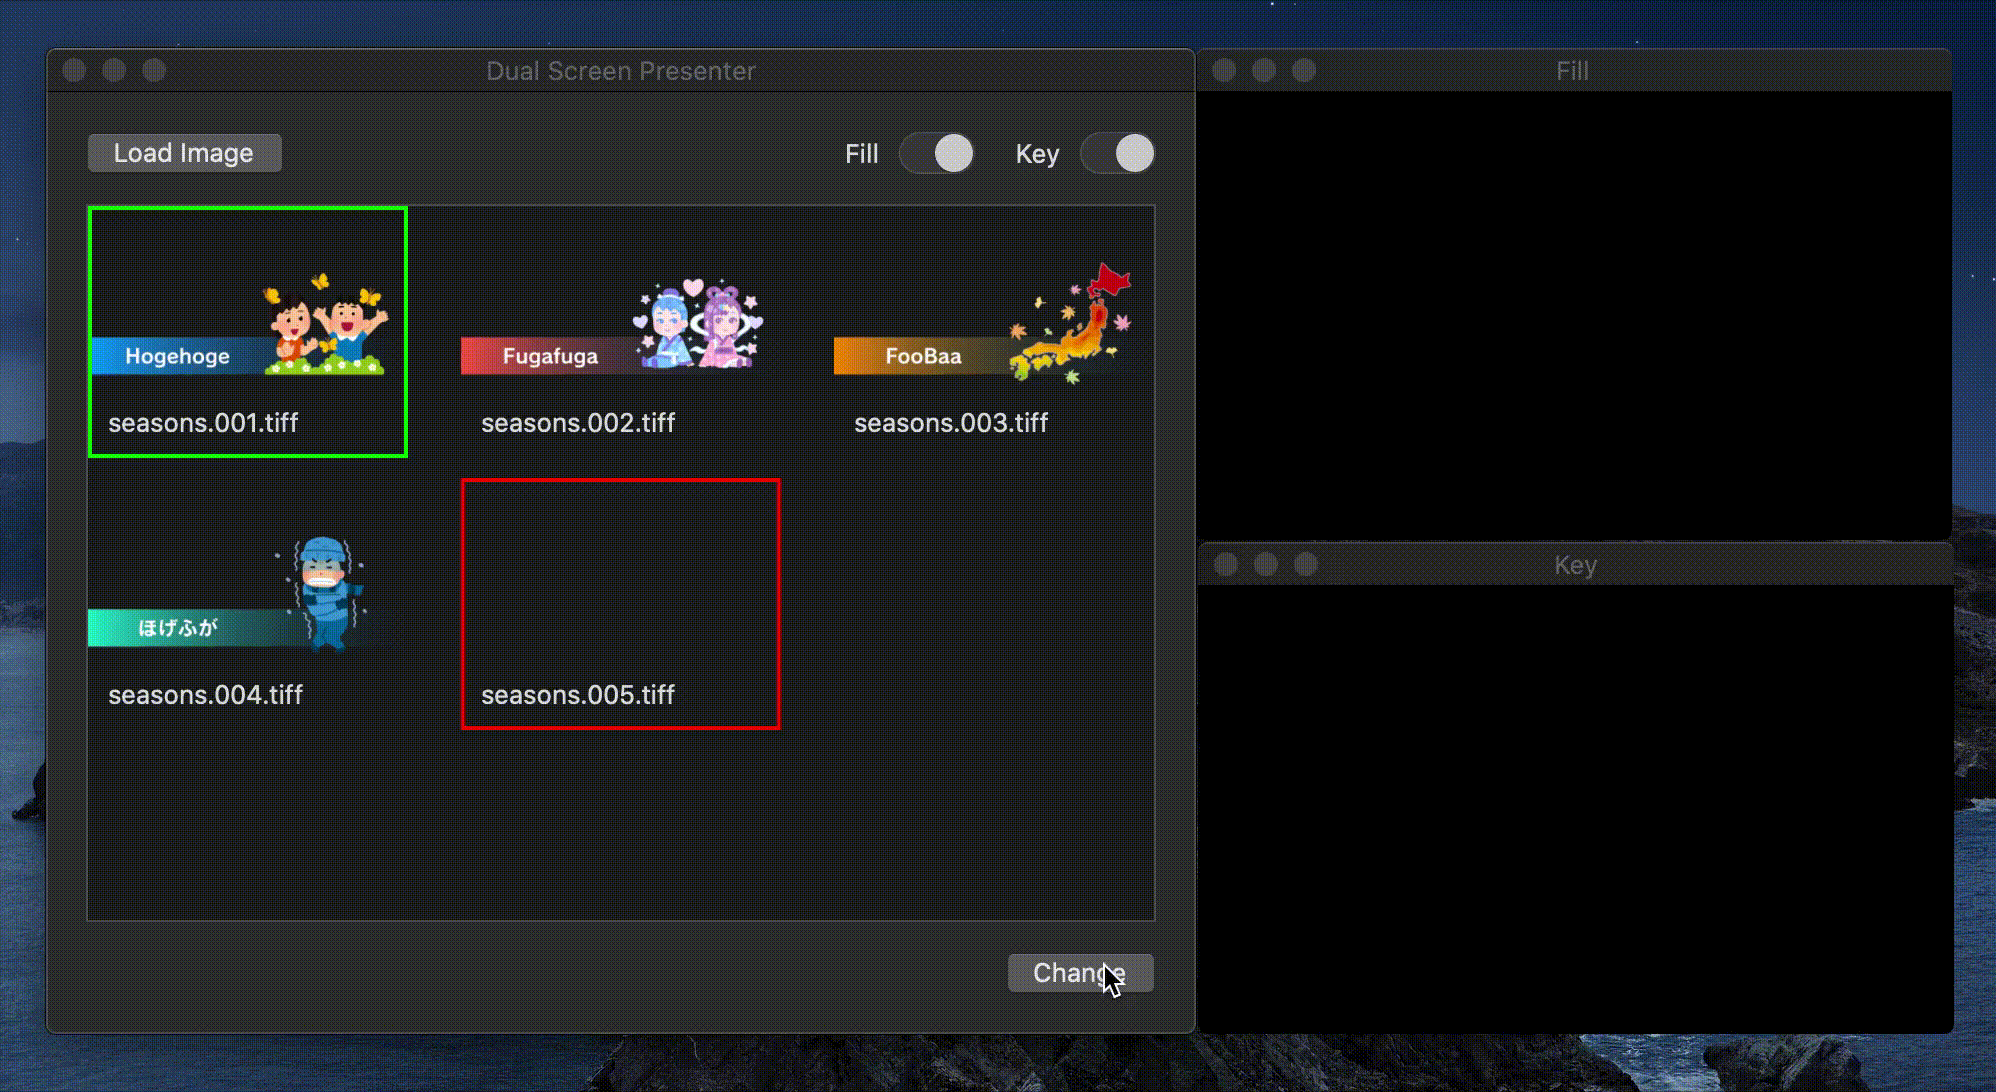 Dual Screen Presenter
Load Image
Fill
Key
Hogehoge
seasons.001.tiff
Fugafuga
seasons.002.tiff
FooBaa
seasons.003.tiff
ほげふが
seasons.004.tiff
seasons.005.tiff
Change
Fill
Key